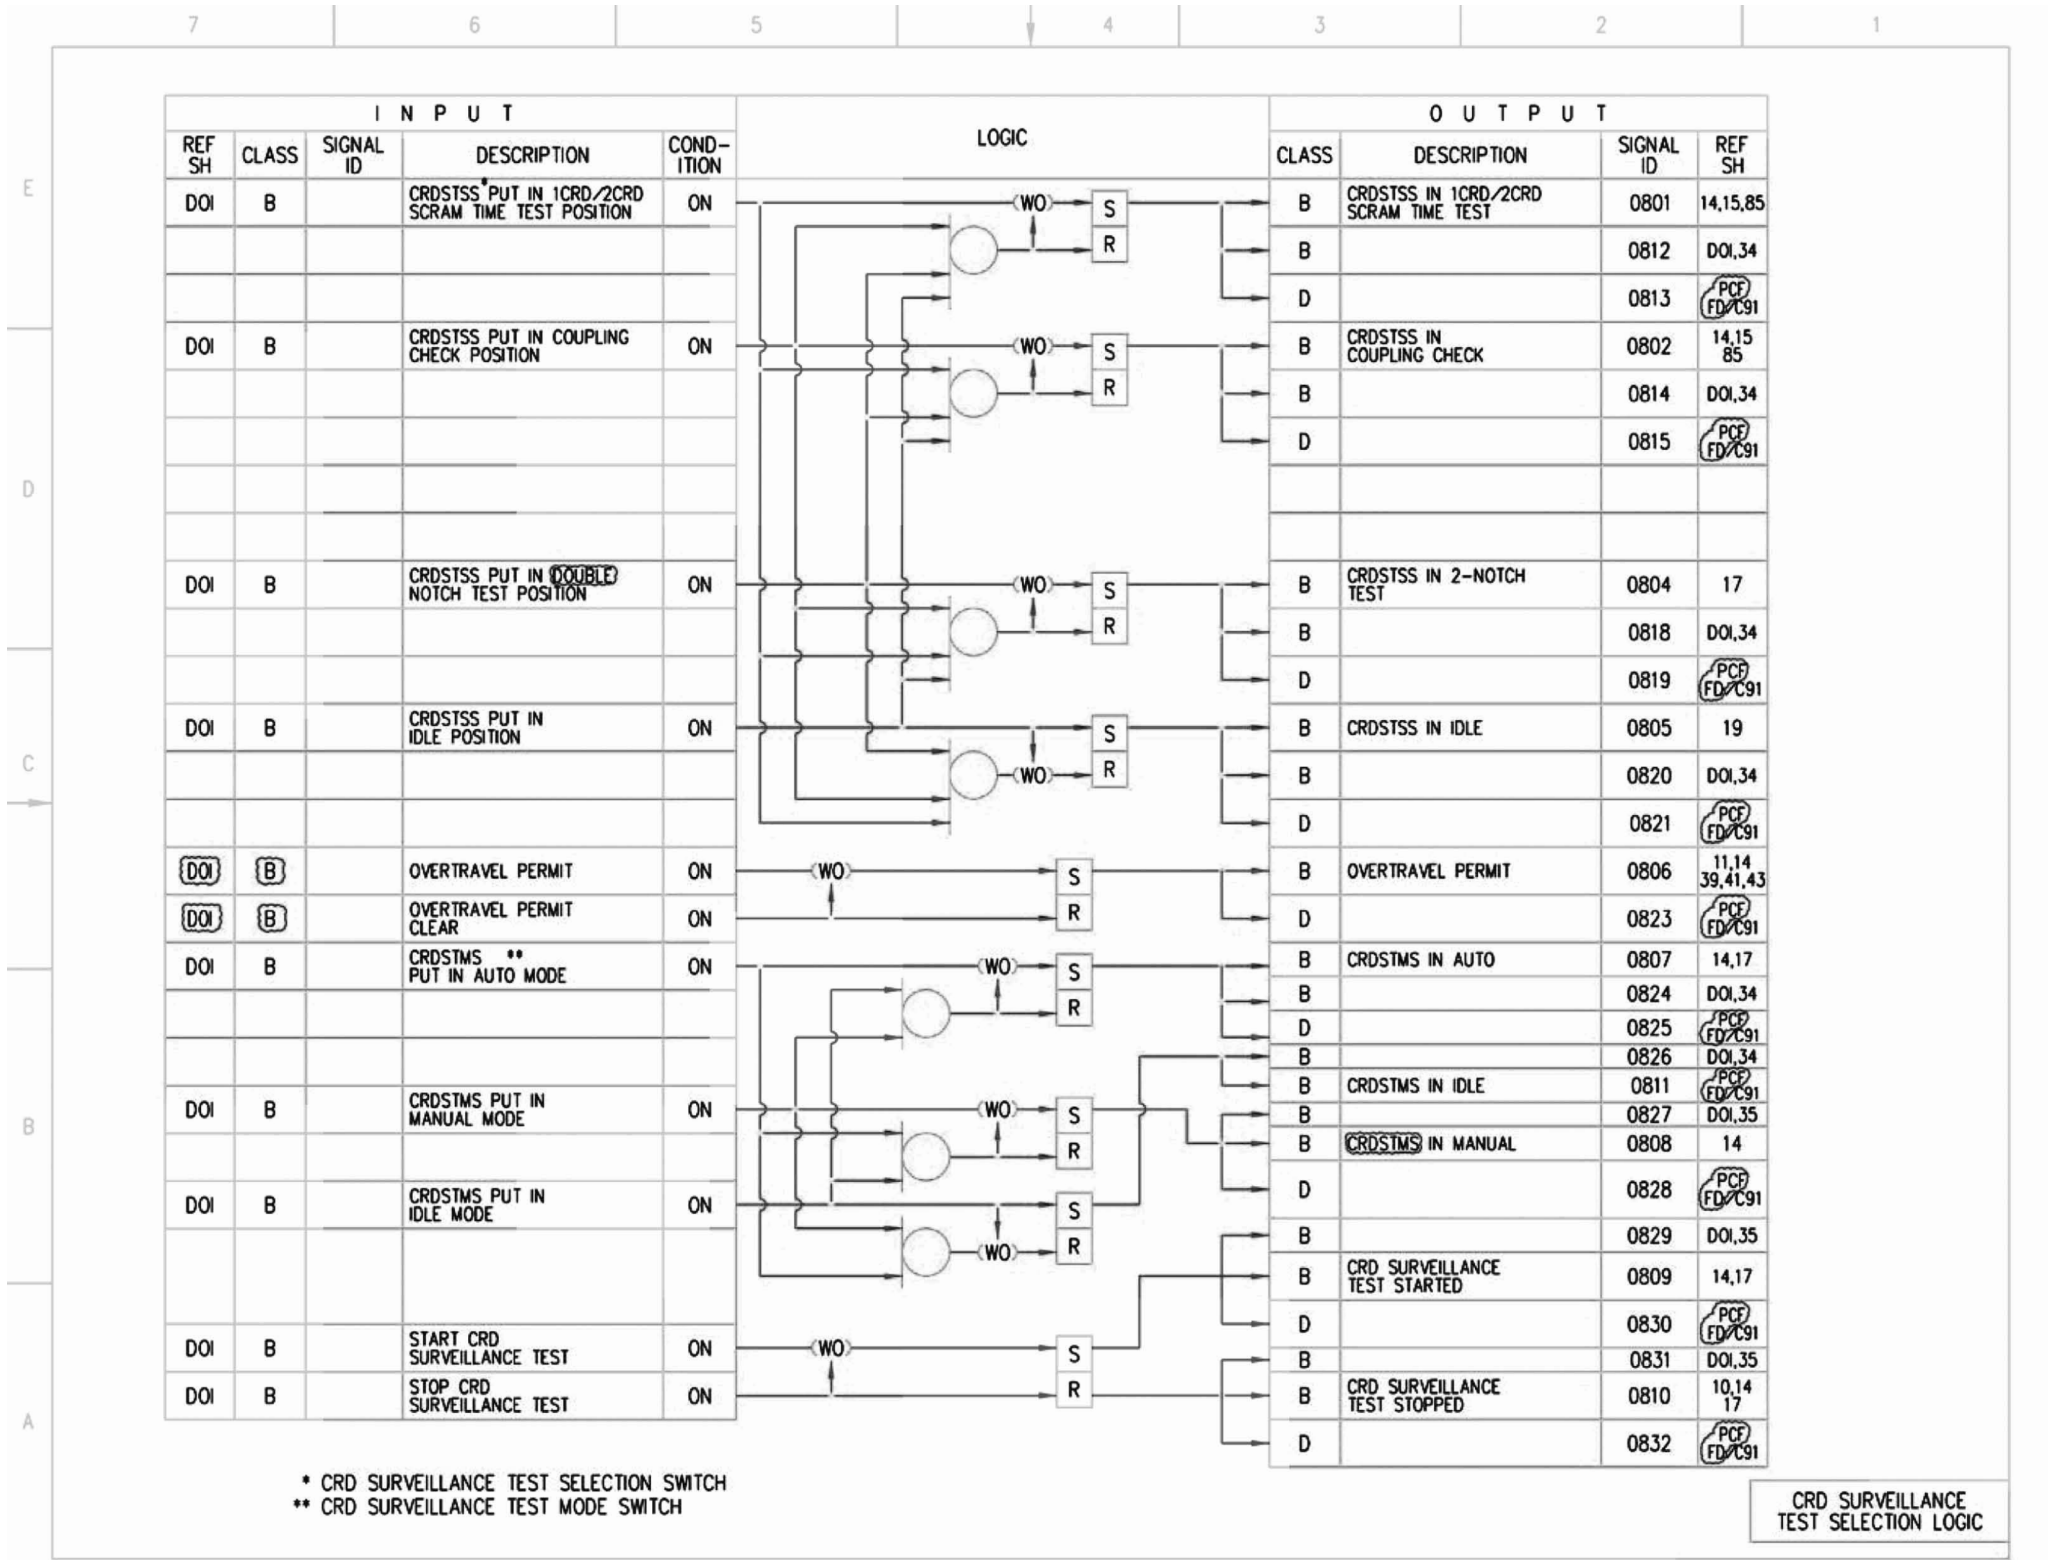 7 6 5 4 3 2 1
I N P U T
O U T P U T
REF SH CLASS SIGNAL ID DESCRIPTION COND-ITION LOGIC CLASS DESCRIPTION SIGNAL ID REF SH
E
DOI B CRDSTSS* PUT IN 1CRD/2CRD ON (WO) S B CRDSTSS IN 1CRD/2CRD 0801 14,15,85
SCRAM TIME TEST POSITION SCRAM TIME TEST
R B 0812 DOI,34
D 0813 PCF
FD/C91
DOI B CRDSTSS PUT IN COUPLING ON (WO) S B CRDSTSS IN 0802 14,15
CHECK POSITION COUPLING CHECK 85
R B 0814 DOI,34
D 0815 PCF
FD/C91
D
DOI B CRDSTSS PUT IN DOUBLE ON (WO) S B CRDSTSS IN 2-NOTCH 0804 17
NOTCH TEST POSITION TEST
R B 0818 DOI,34
D 0819 PCF
FD/C91
DOI B CRDSTSS PUT IN ON S B CRDSTSS IN IDLE 0805 19
IDLE POSITION
C
(WO) R B 0820 DOI,34
D 0821 PCF
FD/C91
DOI B OVERTRAVEL PERMIT ON (WO) S B OVERTRAVEL PERMIT 0806 11,14
39,41,43
DOI B OVERTRAVEL PERMIT ON R D 0823 PCF
CLEAR FD/C91
DOI B CRDSTMS ** ON (WO) S B CRDSTMS IN AUTO 0807 14,17
PUT IN AUTO MODE
R B 0824 DOI,34
D 0825 PCF
FD/C91
B 0826 DOI,34
B CRDSTMS IN IDLE 0811 PCF
FD/C91
DOI B CRDSTMS PUT IN ON (WO) S B 0827 DOI,35
MANUAL MODE
B
R B CRDSTMS IN MANUAL 0808 14
D 0828 PCF
FD/C91
DOI B CRDSTMS PUT IN ON S
IDLE MODE
(WO) R B 0829 DOI,35
B CRD SURVEILLANCE 0809 14,17
TEST STARTED
D 0830 PCF
FD/C91
DOI B START CRD ON (WO) S B 0831 DOI,35
SURVEILLANCE TEST
DOI B STOP CRD ON R B CRD SURVEILLANCE 0810 10,14
SURVEILLANCE TEST TEST STOPPED 17
A
D 0832 PCF
FD/C91
* CRD SURVEILLANCE TEST SELECTION SWITCH
** CRD SURVEILLANCE TEST MODE SWITCH
CRD SURVEILLANCE
TEST SELECTION LOGIC